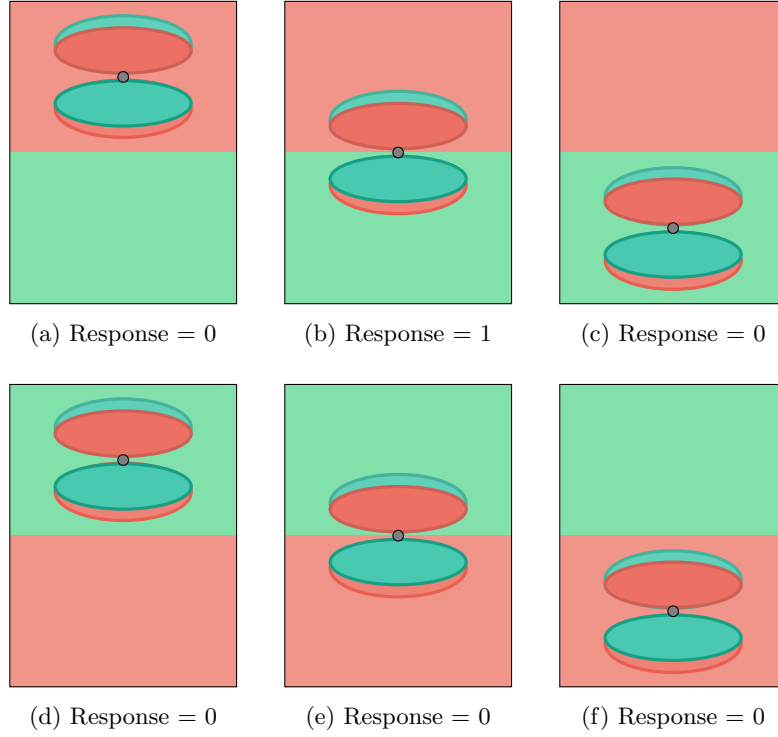 (a) Response = 0
(b) Response = 1
(c) Response = 0
(d) Response = 0
(e) Response = 0
(f) Response = 0